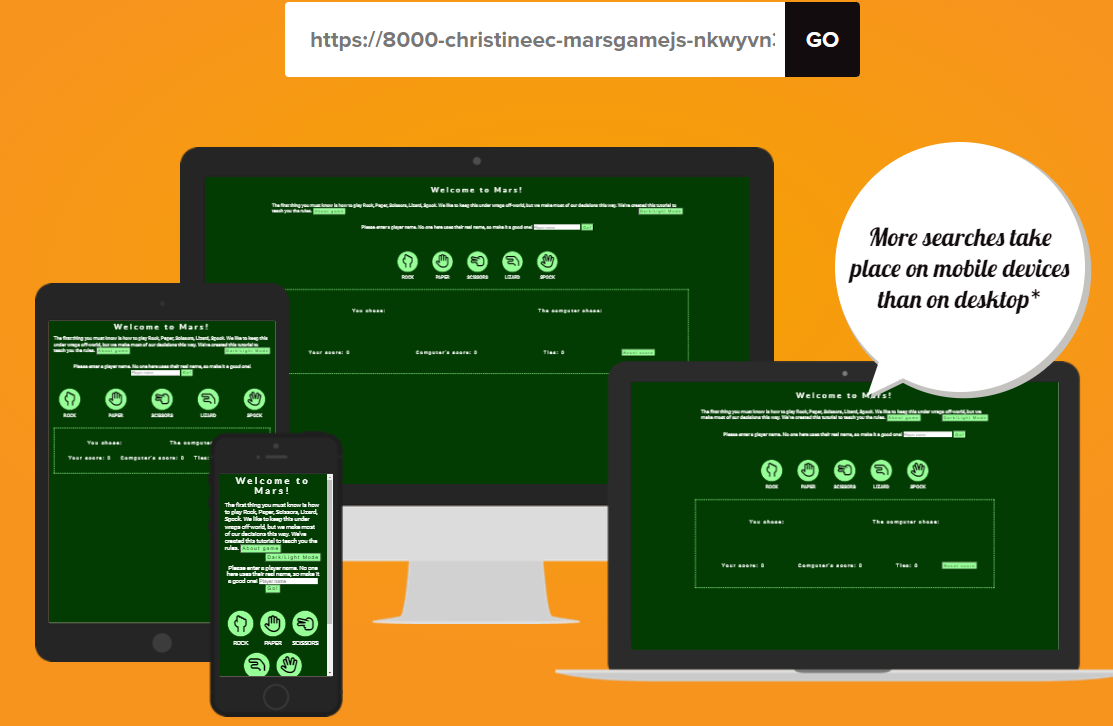 https://8000-christineec-marsgamejs-nkwyvn
GO
Welcome to Mars!
The first thing you must know is how to play Rock, Paper, Scissors, Lizard, Spock. We like to keep this under wraps off-world, but we make most of our decisions this way. We've created this tutorial to
teach you the rules. About game Dark/Light Mode
Please enter a player name. No one here uses their real name, so make it a good one! Player name Go!
ROCK PAPER SCISSORS LIZARD SPOCK
You chose: The computer chose:
Your score: 0 Computer's score: 0 Ties: 0 Reset score
More searches take
place on mobile devices
than on desktop*
Welcome to Mars!
The first thing you must know is how to play Rock, Paper, Scissors, Lizard, Spock. We like to keep this
under wraps off-world, but we make most of our decisions this way. We've created this
tutorial to teach you the rules. About game Dark/Light Mode
Please enter a player name. No one here uses their real name, so make it a good one!
Player name Go!
ROCK PAPER SCISSORS LIZARD SPOCK
You chose: The computer
Your score: 0 Computer's score: 0 Ties:
Welcome to
Mars!
The first thing you must know is how
to play Rock, Paper, Scissors, Lizard,
Spock. We like to keep this under
wraps off-world, but we make most
of our decisions this way. We've
created this tutorial to teach you the
rules. About game
Dark/Light Mode
Please enter a player name. No one
here uses their real name, so make it
a good one! Player name
Go!
ROCK PAPER SCISSORS
Welcome to Mars!
The first thing you must know is how to play Rock, Paper, Scissors, Lizard, Spock. We like to keep this under wraps off-world, but we
make most of our decisions this way. We've created this tutorial to teach you the rules. About game Dark/Light Mode
Please enter a player name. No one here uses their real name, so make it a good one! Player name Go!
ROCK PAPER SCISSORS LIZARD SPOCK
You chose: The computer chose:
Your score: 0 Computer's score: 0 Ties: 0 Reset score